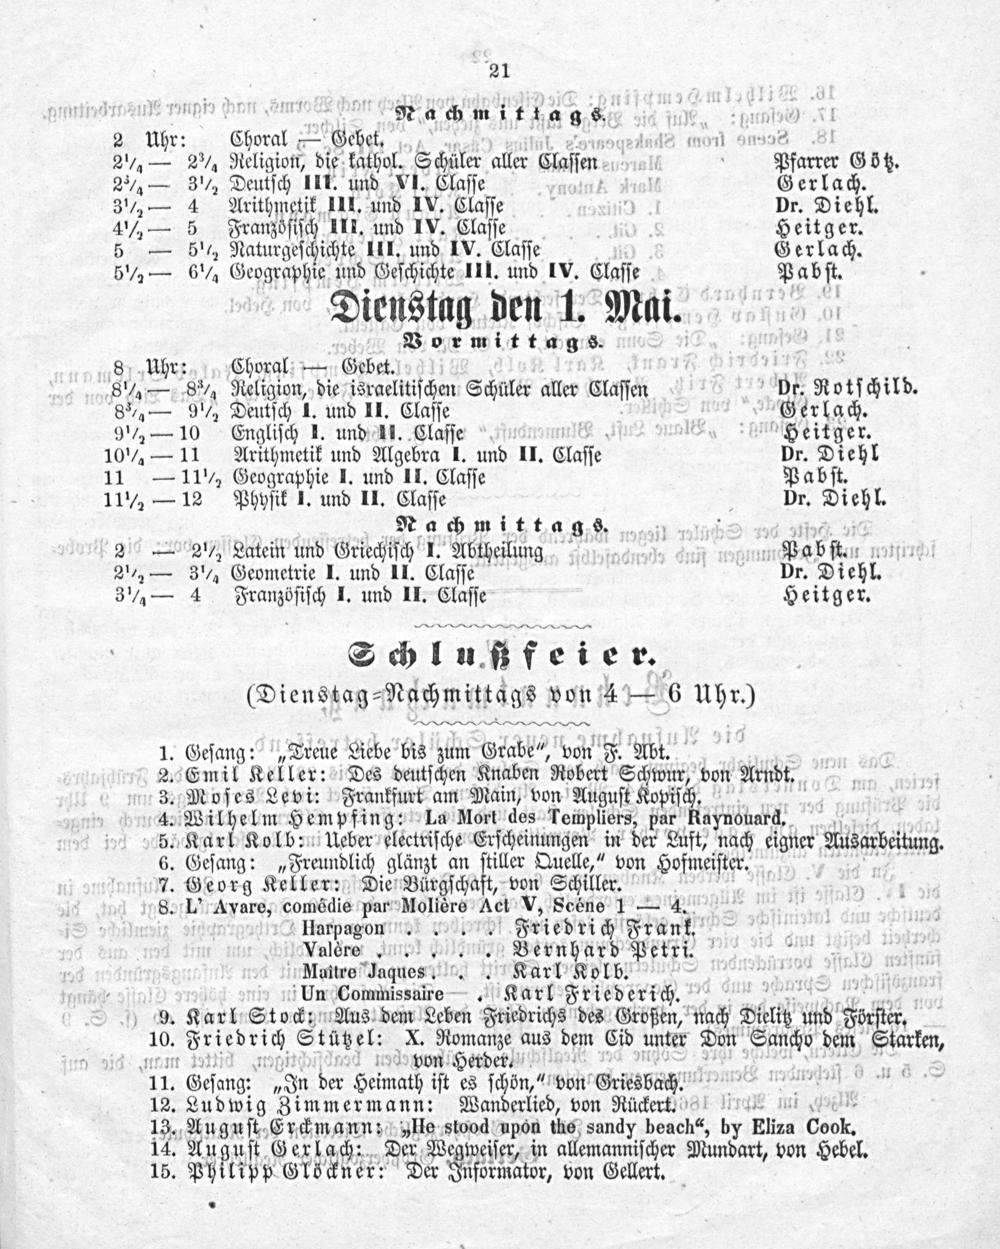 21
Nachmittags.
2 Uhr: Choral — Gebet.
2¼ — 2¾ Religion, die kathol. Schüler aller Classen Pfarrer Götz.
2¾ — 3½ Deutsch III. und VI. Classe Gerlach.
3½ — 4 Arithmetik III. und IV. Classe Dr. Diehl.
4½ — 5 Französisch III. und IV. Classe Heitger.
5 — 5½ Naturgeschichte III. und IV. Classe Gerlach.
5½ — 6¼ Geographie und Geschichte III. und IV. Classe Pabst.
Dienstag den 1. Mai.
Vormittags.
8 Uhr: Choral — Gebet.
8¼ — 8¾ Religion, die israelitischen Schüler aller Classen Dr. Rotschild.
8¾ — 9½ Deutsch I. und II. Classe Gerlach.
9½ — 10 Englisch I. und II. Classe Heitger.
10¼ — 11 Arithmetik und Algebra I. und II. Classe Dr. Diehl
11 — 11½ Geographie I. und II. Classe Pabst.
11½ — 12 Physik I. und II. Classe Dr. Diehl.
Nachmittags.
2 — 2½ Latein und Griechisch I. Abtheilung Pabst.
2½ — 3¼ Geometrie I. und II. Classe Dr. Diehl.
3¼ — 4 Französisch I. und II. Classe Heitger.
Schlußfeier.
(Dienstag-Nachmittags von 4 — 6 Uhr.)
1. Gesang: „Treue Liebe bis zum Grabe“, von F. Abt.
2. Emil Keller: Des deutschen Knaben Robert Schwur, von Arndt.
3. Moses Levi: Frankfurt am Main, von August Kopisch.
4. Wilhelm Hempfing: La Mort des Templiers, par Raynouard.
5. Karl Kolb: Ueber electrische Erscheinungen in der Luft, nach eigner Ausarbeitung.
6. Gesang: „Freundlich glänzt an stiller Quelle,“ von Hofmeister.
7. Georg Keller: Die Bürgschaft, von Schiller.
8. L' Avare, comédie par Molière Act V, Scéne 1 — 4.
Harpagon Friedrich Frank.
Valère . . . . . Bernhard Petri.
Maître Jaques . . . Karl Kolb.
Un Commissaire . Karl Friederich.
9. Karl Stock: Aus dem Leben Friedrichs des Großen, nach Dielitz und Förster.
10. Friedrich Stützel: X. Romanze aus dem Cid unter Don Sancho dem Starken,
von Herder.
11. Gesang: „In der Heimath ist es schön,“ von Griesbach.
12. Ludwig Zimmermann: Wanderlied, von Rückert.
13. August Erckmann: „He stood upon the sandy beach“, by Eliza Cook.
14. August Gerlach: Der Wegweiser, in allemannischer Mundart, von Hebel.
15. Philipp Glöckner: Der Informator, von Gellert.